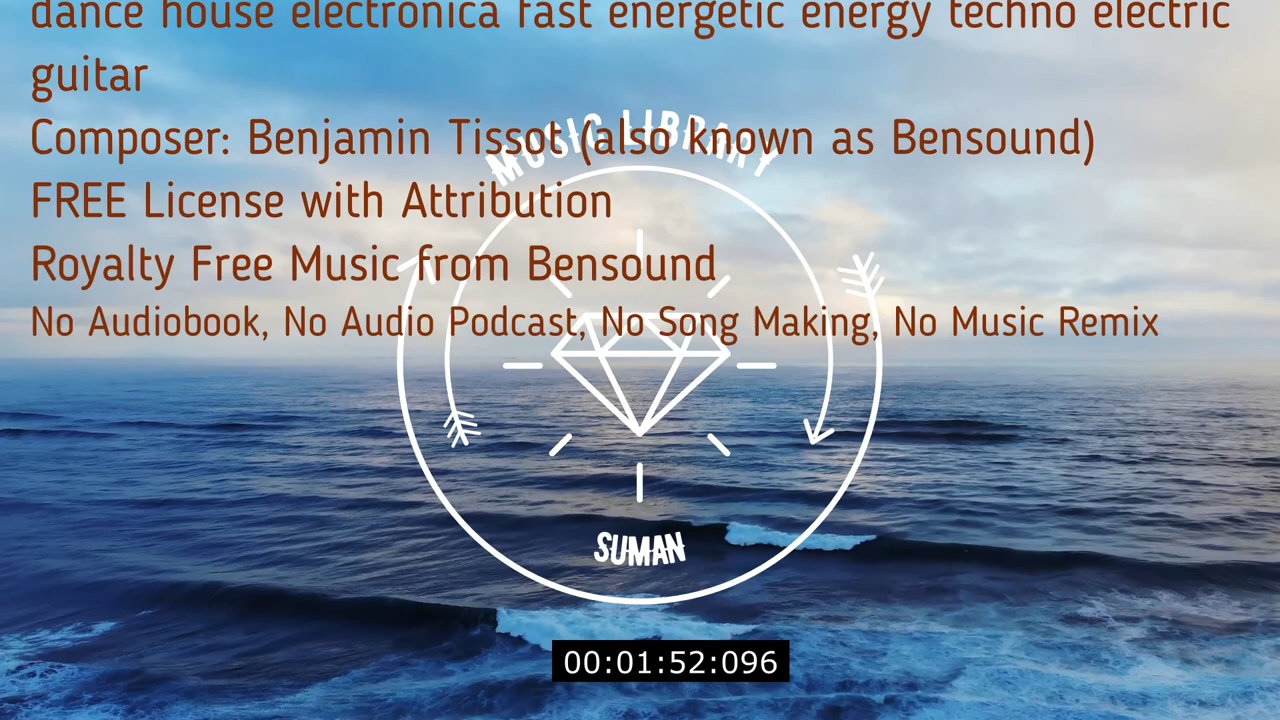 dance house electronica fast energetic energy techno electric
guitar
MUSIC LIBRARY
Composer: Benjamin Tissot (also known as Bensound)
FREE License with Attribution
Royalty Free Music from Bensound
No Audiobook, No Audio Podcast, No Song Making, No Music Remix
SUMAN
00:01:52:096